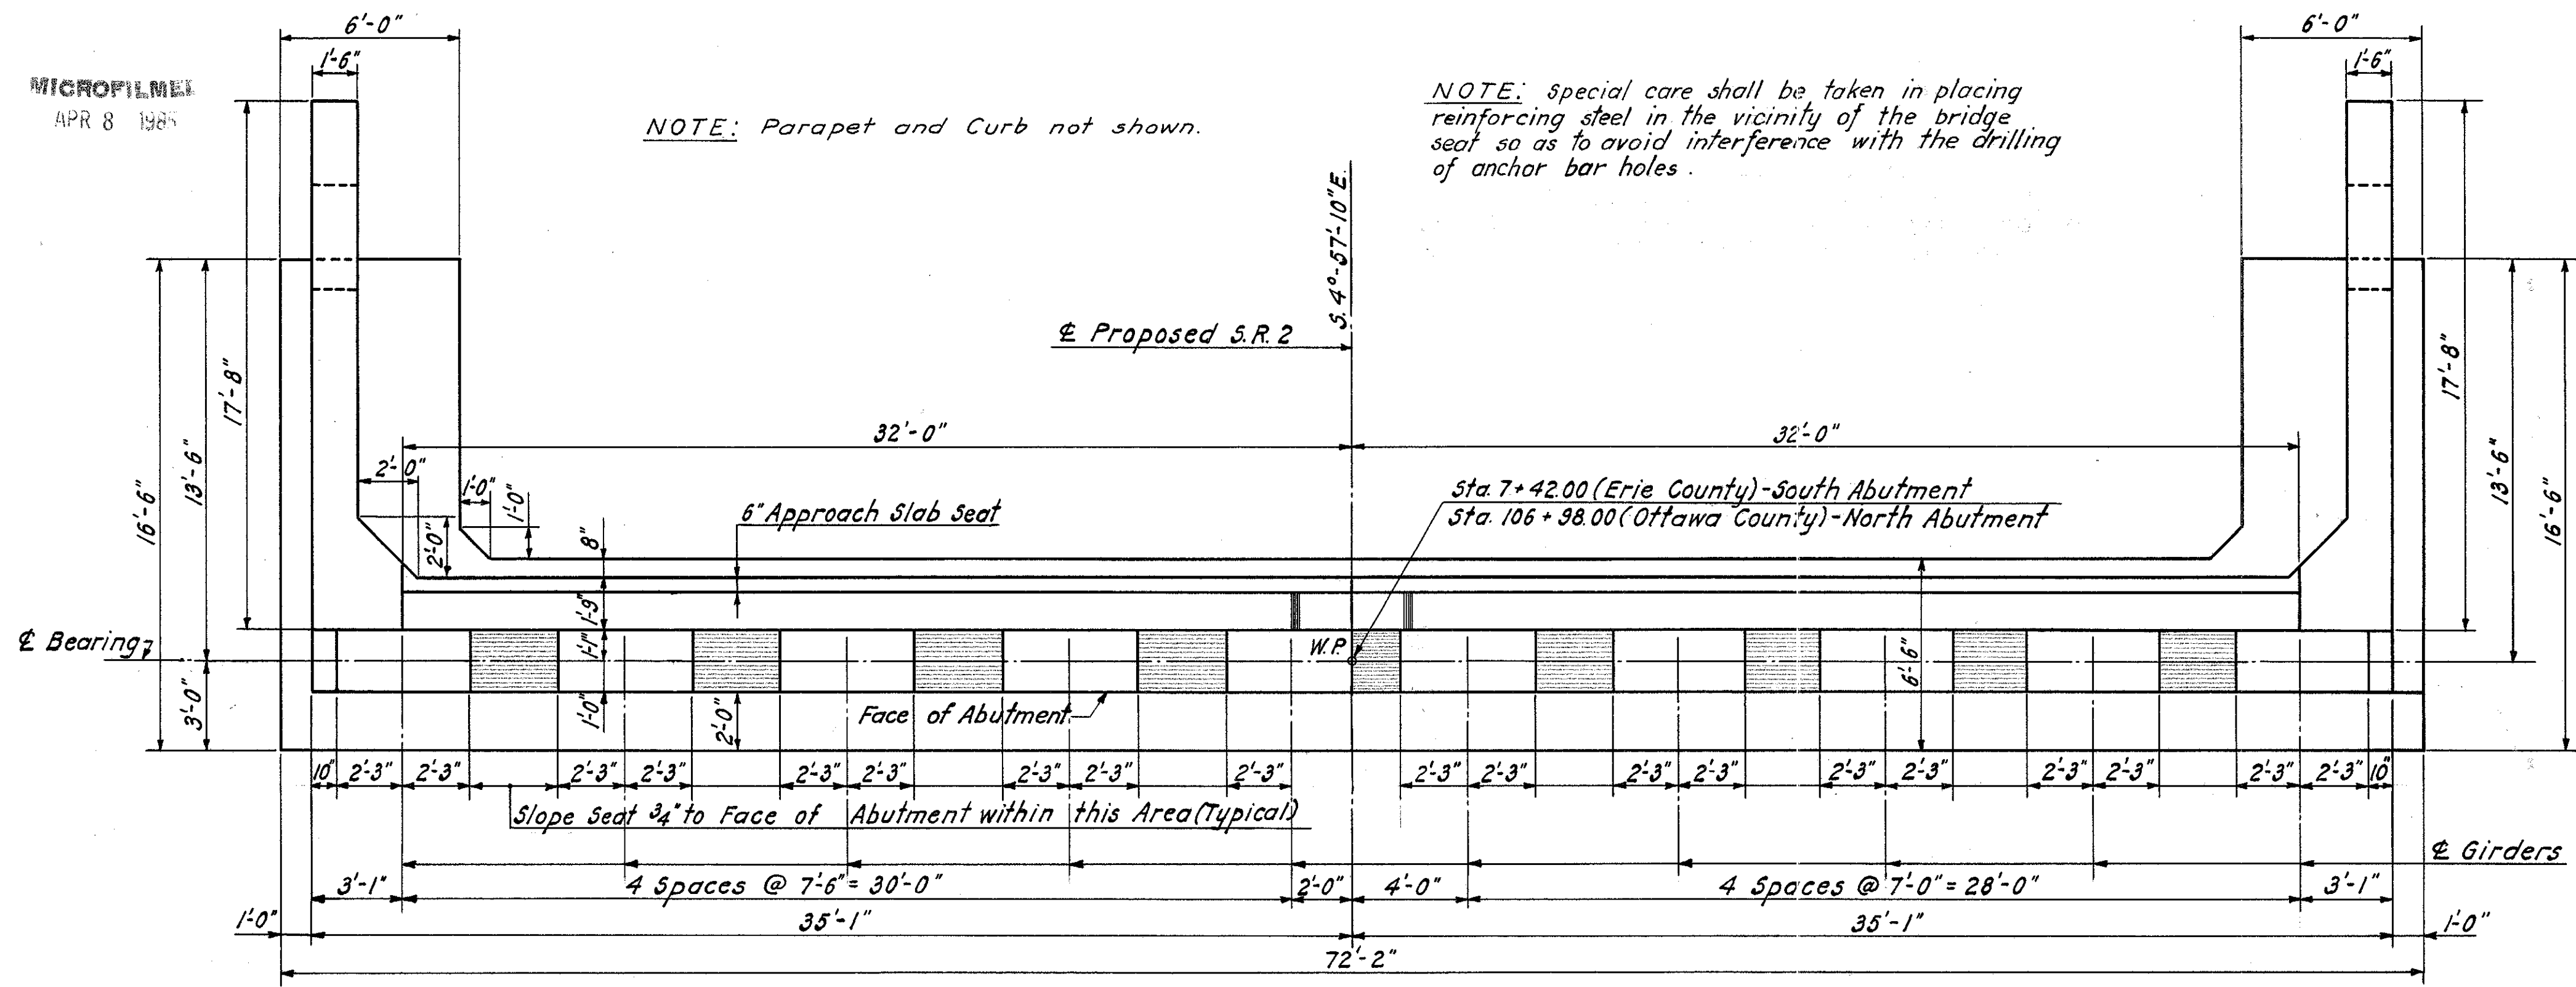 6'-0"
6'-0"
1'-6"
1'-6"
MICROFILMED
APR 8 1985
NOTE: Parapet and Curb not shown.
NOTE: Special care shall be taken in placing
reinforcing steel in the vicinity of the bridge
seat so as to avoid interference with the drilling
of anchor bar holes.
S. 4°-57'-10" E.
℄ Proposed S.R. 2
17'-8"
13'-6"
16'-6"
3'-0"
17'-8"
13'-6"
16'-6"
32'-0"
32'-0"
2'-0"
2'-0"
1'-0"
1'-0"
8"
6" Approach Slab Seat
Sta. 7+42.00 (Erie County)-South Abutment
Sta. 106+98.00 (Ottawa County)-North Abutment
1'-9"
1'-1"
1'-0"
2'-0"
6'-6"
℄ Bearing
W.P.
Face of Abutment
10" 2'-3" 2'-3" 2'-3" 2'-3" 2'-3" 2'-3" 2'-3" 2'-3" 2'-3" 2'-3" 2'-3" 2'-3" 2'-3" 2'-3" 2'-3" 2'-3" 2'-3" 2'-3" 10"
Slope Seat 3/4" to Face of Abutment within this Area (Typical)
℄ Girders
3'-1" 4 Spaces @ 7'-6" = 30'-0" 2'-0" 4'-0" 4 Spaces @ 7'-0" = 28'-0" 3'-1"
1'-0" 35'-1" 35'-1" 1'-0"
72'-2"